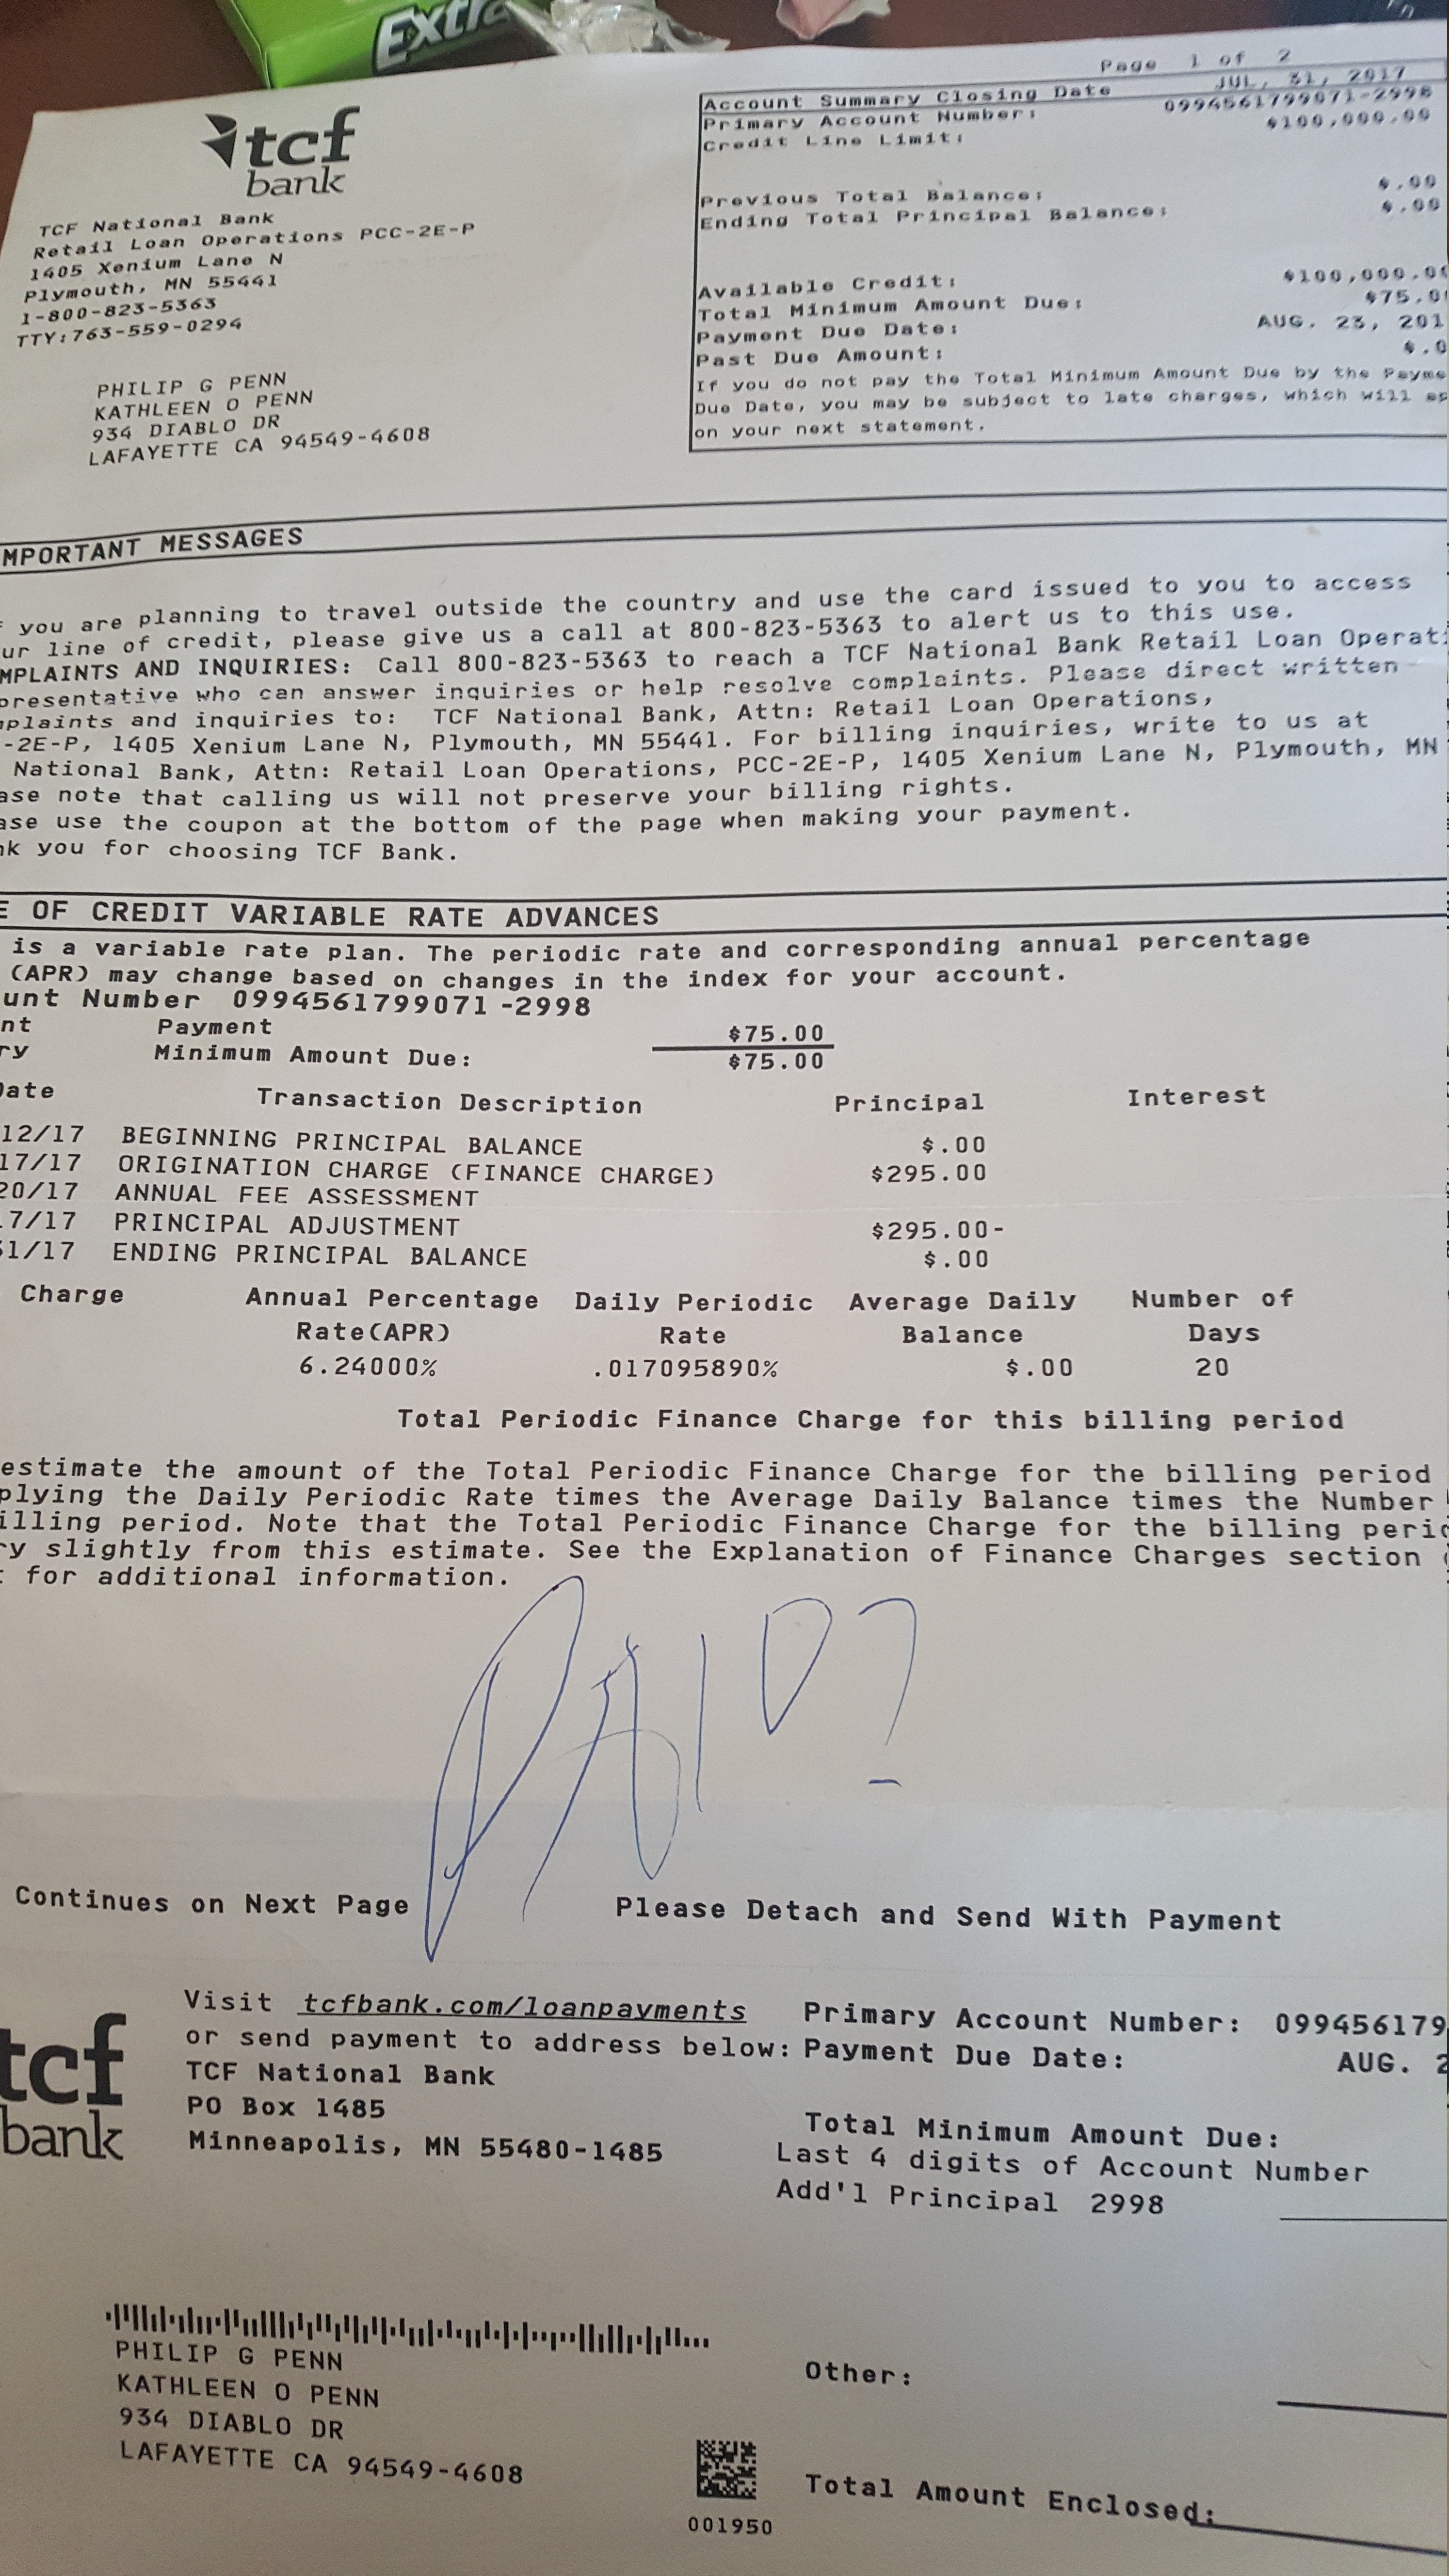 Extra
Page 1 of 2
tcf
bank
TCF National Bank
Retail Loan Operations PCC-2E-P
1405 Xenium Lane N
Plymouth, MN 55441
1-800-823-5363
TTY:763-559-0294
PHILIP G PENN
KATHLEEN O PENN
934 DIABLO DR
LAFAYETTE CA 94549-4608
Account Summary Closing Date JUL, 31, 2017
Primary Account Number: 0994561799071-2998
Credit Line Limit: $100,000.00
Previous Total Balance: $.00
Ending Total Principal Balance: $.00
Available Credit: $100,000.0
Total Minimum Amount Due: $75.0
Payment Due Date: AUG. 23, 201
Past Due Amount: $.0
If you do not pay the Total Minimum Amount Due by the Payme
Due Date, you may be subject to late charges, which will ap
on your next statement.
MPORTANT MESSAGES
you are planning to travel outside the country and use the card issued to you to access
ur line of credit, please give us a call at 800-823-5363 to alert us to this use.
MPLAINTS AND INQUIRIES: Call 800-823-5363 to reach a TCF National Bank Retail Loan Operati
presentative who can answer inquiries or help resolve complaints. Please direct written
plaints and inquiries to: TCF National Bank, Attn: Retail Loan Operations,
-2E-P, 1405 Xenium Lane N, Plymouth, MN 55441. For billing inquiries, write to us at
National Bank, Attn: Retail Loan Operations, PCC-2E-P, 1405 Xenium Lane N, Plymouth, MN
ase note that calling us will not preserve your billing rights.
ase use the coupon at the bottom of the page when making your payment.
nk you for choosing TCF Bank.
E OF CREDIT VARIABLE RATE ADVANCES
is a variable rate plan. The periodic rate and corresponding annual percentage
(APR) may change based on changes in the index for your account.
unt Number 0994561799071-2998
nt Payment $75.00
ry Minimum Amount Due: $75.00
Date Transaction Description Principal Interest
12/17 BEGINNING PRINCIPAL BALANCE $.00
17/17 ORIGINATION CHARGE (FINANCE CHARGE) $295.00
20/17 ANNUAL FEE ASSESSMENT
7/17 PRINCIPAL ADJUSTMENT $295.00-
31/17 ENDING PRINCIPAL BALANCE $.00
Charge Annual Percentage Daily Periodic Average Daily Number of
Rate(APR) Rate Balance Days
6.24000% .017095890% $.00 20
Total Periodic Finance Charge for this billing period
estimate the amount of the Total Periodic Finance Charge for the billing period
plying the Daily Periodic Rate times the Average Daily Balance times the Number
illing period. Note that the Total Periodic Finance Charge for the billing perio
ry slightly from this estimate. See the Explanation of Finance Charges section
for additional information.
PAID?
Continues on Next Page Please Detach and Send With Payment
tcf
bank
Visit tcfbank.com/loanpayments
or send payment to address below:
TCF National Bank
PO Box 1485
Minneapolis, MN 55480-1485
Primary Account Number: 099456179
Payment Due Date: AUG. 2
Total Minimum Amount Due:
Last 4 digits of Account Number
Add'l Principal 2998
PHILIP G PENN
KATHLEEN O PENN
934 DIABLO DR
LAFAYETTE CA 94549-4608
Other:
001950
Total Amount Enclosed: